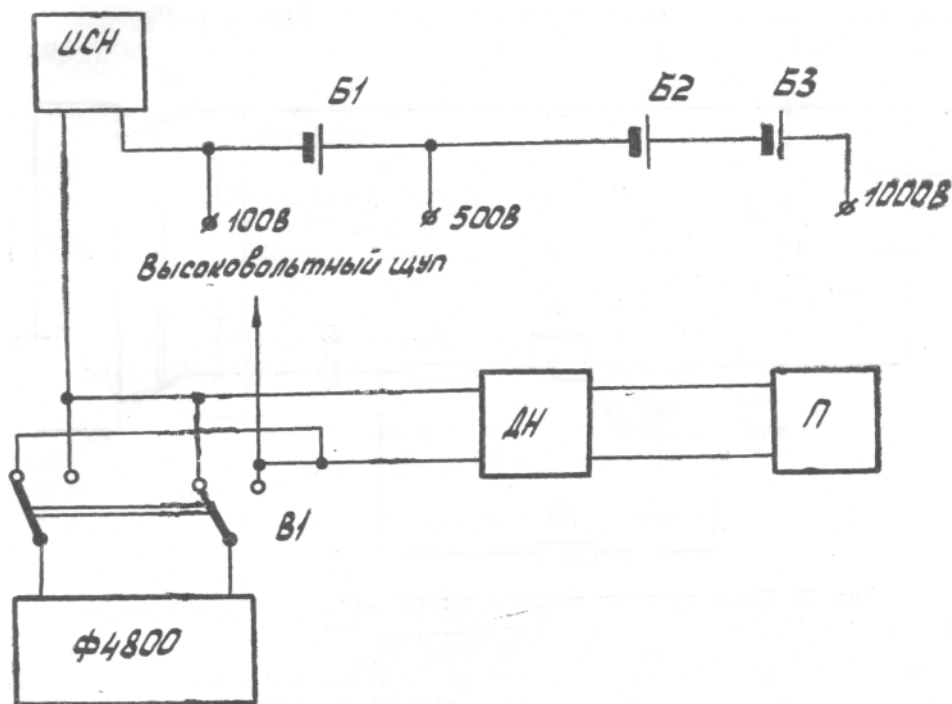 ИСН
Б1
Б2
Б3
100В
500В
1000В
Высоковольтный щуп
ДН
П
В1
Ф4800